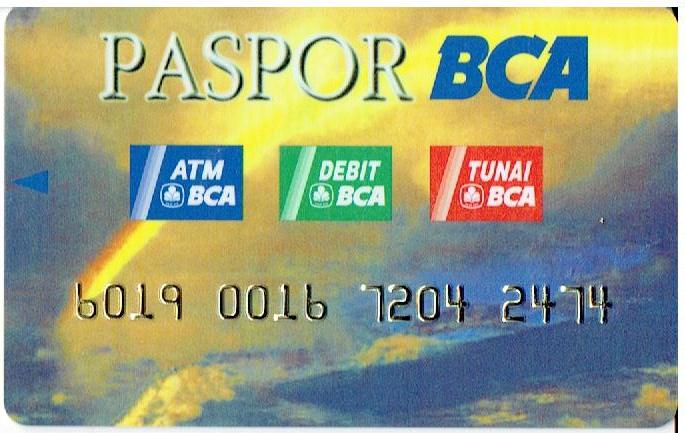 PASPOR BCA
ATM BCA
DEBIT BCA
TUNAI BCA
6019 0016 7204 2474